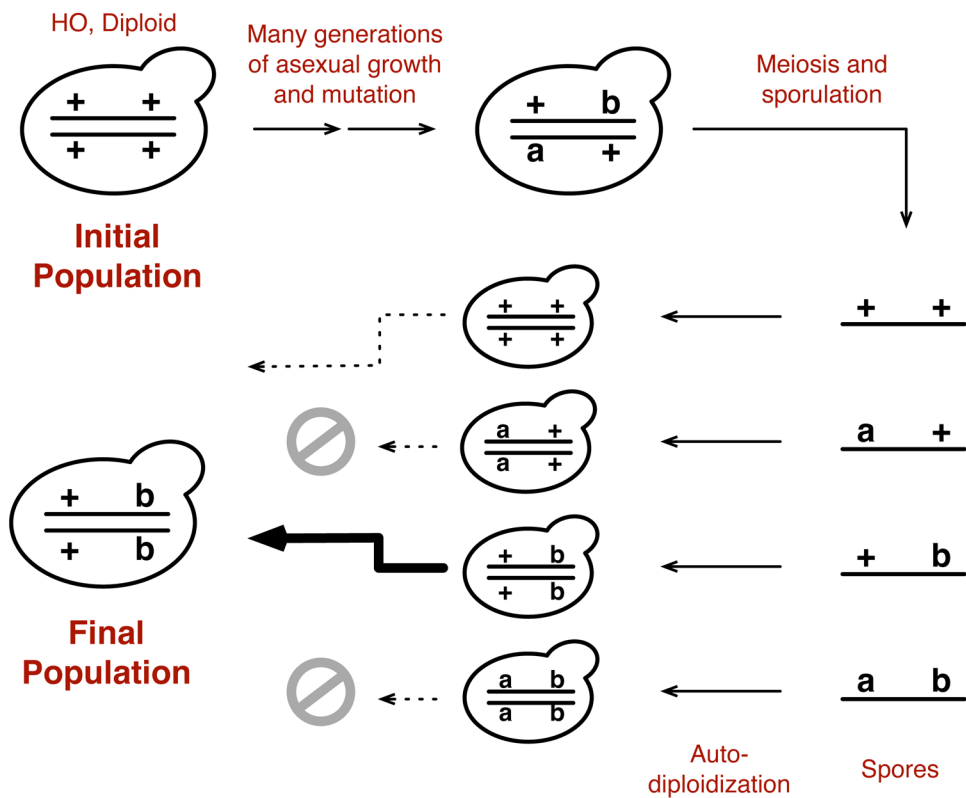 HO, Diploid
Many generations
of asexual growth
and mutation
Meiosis and
sporulation
+ +
+ +
+ b
a +
Initial
Population
+ +
+ +
+ +
a +
a +
a +
+ b
+ b
+ b
+ b
+ b
a b
a b
a b
Final
Population
Auto-
diploidization
Spores